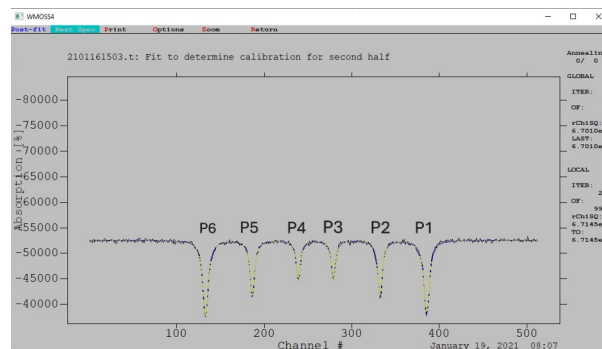 WMOSS4
Post-fit Next Spec Print Options Zoom Return
2101161503.t: Fit to determine calibration for second half
Annealin
0/ 0
GLOBAL
ITER:
OF:
rChiSQ:
6.7010e
LAST:
6.7010e
LOCAL
ITER:
2
OF:
99
rChiSQ:
6.7145e
TO:
6.7145e
Absorption [%]
-80000
-75000
-70000
-65000
-60000
-55000
-50000
-45000
-40000
P6 P5 P4 P3 P2 P1
100 200 300 400 500
Channel #
January 19, 2021 08:07